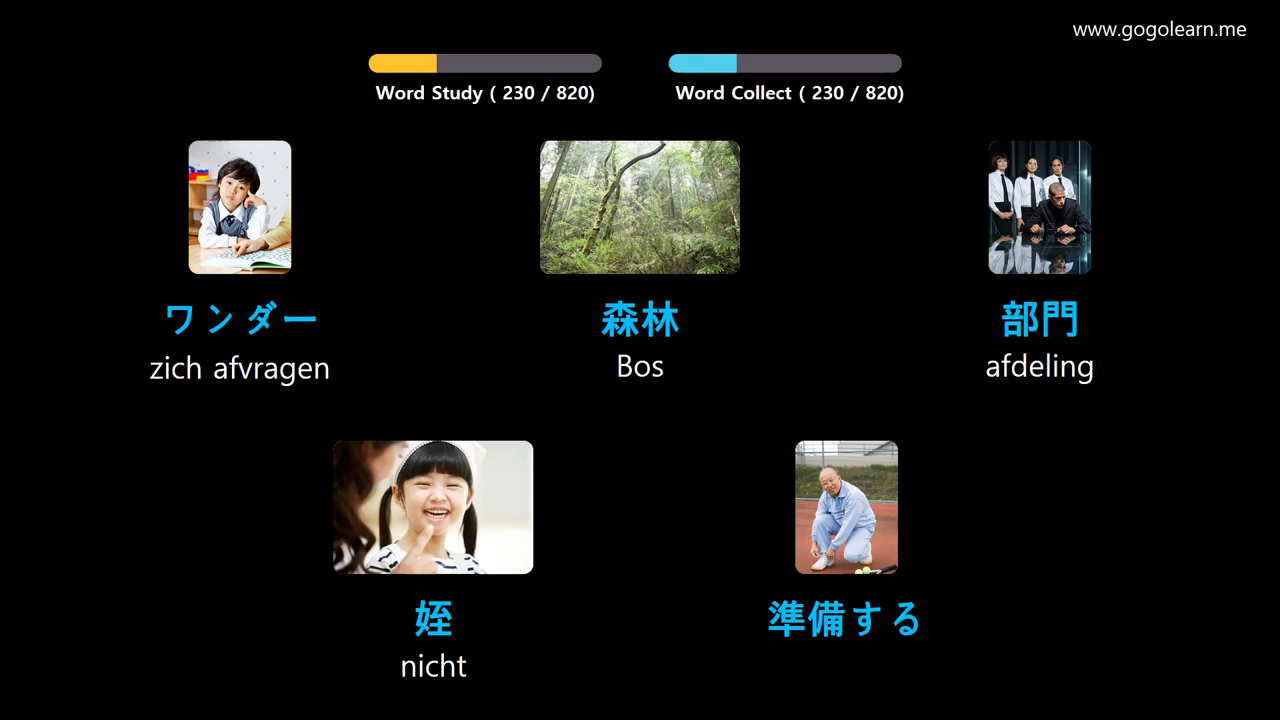 www.gogolearn.me
Word Study ( 230 / 820)
Word Collect ( 230 / 820)
ワンダー
zich afvragen
森林
Bos
部門
afdeling
姪
nicht
準備する